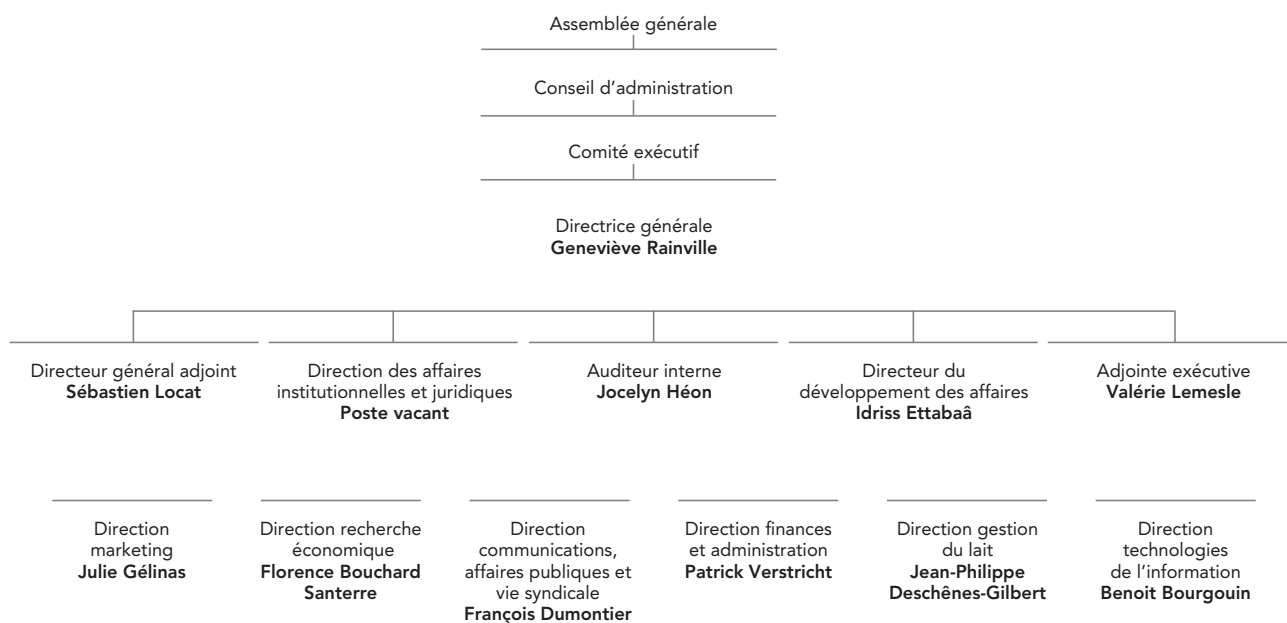 Assemblée générale
Conseil d'administration
Comité exécutif
Directrice générale
Geneviève Rainville
Directeur général adjoint
Sébastien Locat
Direction des affaires
institutionnelles et juridiques
Poste vacant
Auditeur interne
Jocelyn Héon
Directeur du
développement des affaires
Idriss Ettabaâ
Adjointe exécutive
Valérie Lemesle
Direction
marketing
Julie Gélinas
Direction recherche
économique
Florence Bouchard
Santerre
Direction
communications,
affaires publiques et
vie syndicale
François Dumontier
Direction finances
et administration
Patrick Verstricht
Direction gestion
du lait
Jean-Philippe
Deschênes-Gilbert
Direction
technologies
de l'information
Benoit Bourgouin